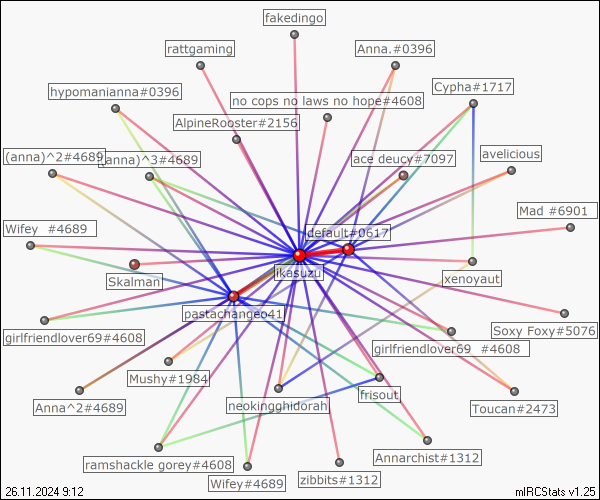 fakedingo
rattgaming
Anna.#0396
hypomanianna#0396
Cypha#1717
no cops no laws no hope#4608
AlpineRooster#2156
(anna)^2#4689
(anna)^3#4689
ace deucy#7097
avelicious
Mad #6901
Wifey #4689
default#0617
ikasuzu
Skalman
xenoyaut
pastachangeo41
girlfriendlover69#4608
Soxy Foxy#5076
girlfriendlover69 #4608
Mushy#1984
Anna^2#4689
neokingghidorah
frisout
Toucan#2473
ramshackle gorey#4608
Annarchist#1312
Wifey#4689
zibbits#1312
26.11.2024 9:12
mIRCStats v1.25